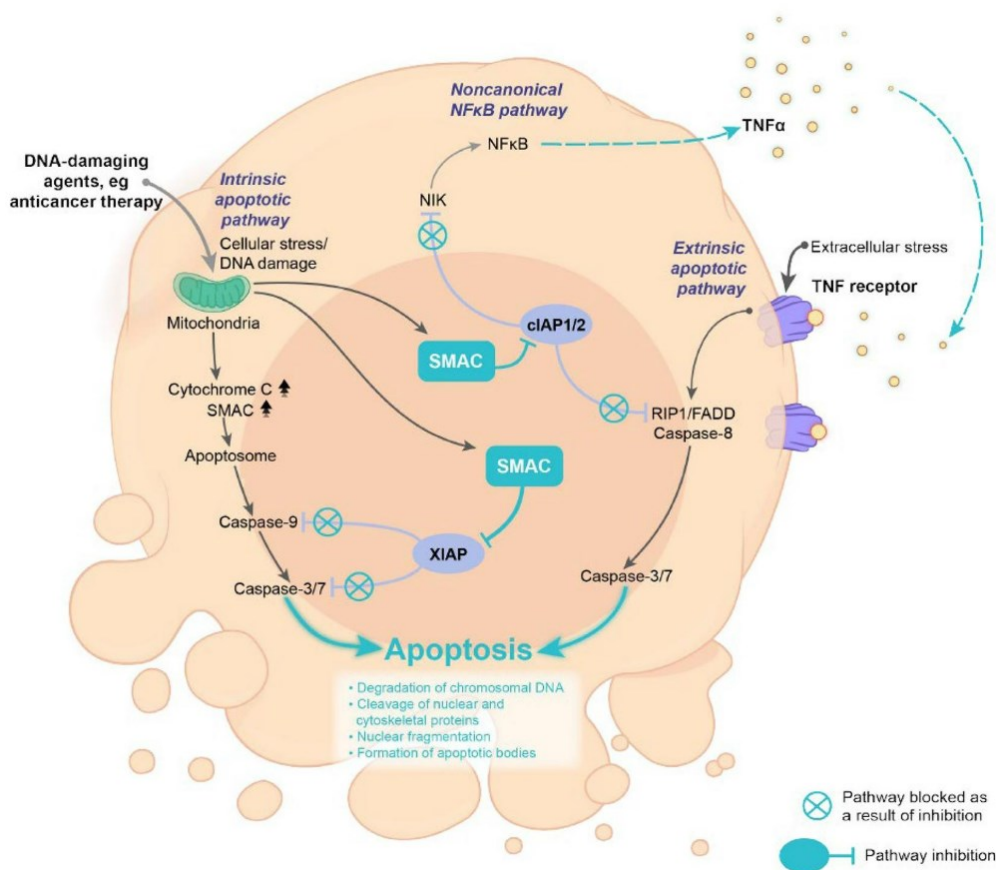 Noncanonical
NFκB pathway
NFκB
TNFα
DNA-damaging
agents, eg
anticancer therapy
Intrinsic
apoptotic
pathway
Cellular stress/
DNA damage
NIK
Extrinsic
apoptotic
pathway
Extracellular stress
TNF receptor
Mitochondria
cIAP1/2
SMAC
Cytochrome C
SMAC
RIP1/FADD
Caspase-8
Apoptosome
SMAC
Caspase-9
XIAP
Caspase-3/7
Caspase-3/7
Apoptosis
• Degradation of chromosomal DNA
• Cleavage of nuclear and
cytoskeletal proteins
• Nuclear fragmentation
• Formation of apoptotic bodies
Pathway blocked as
a result of inhibition
Pathway inhibition